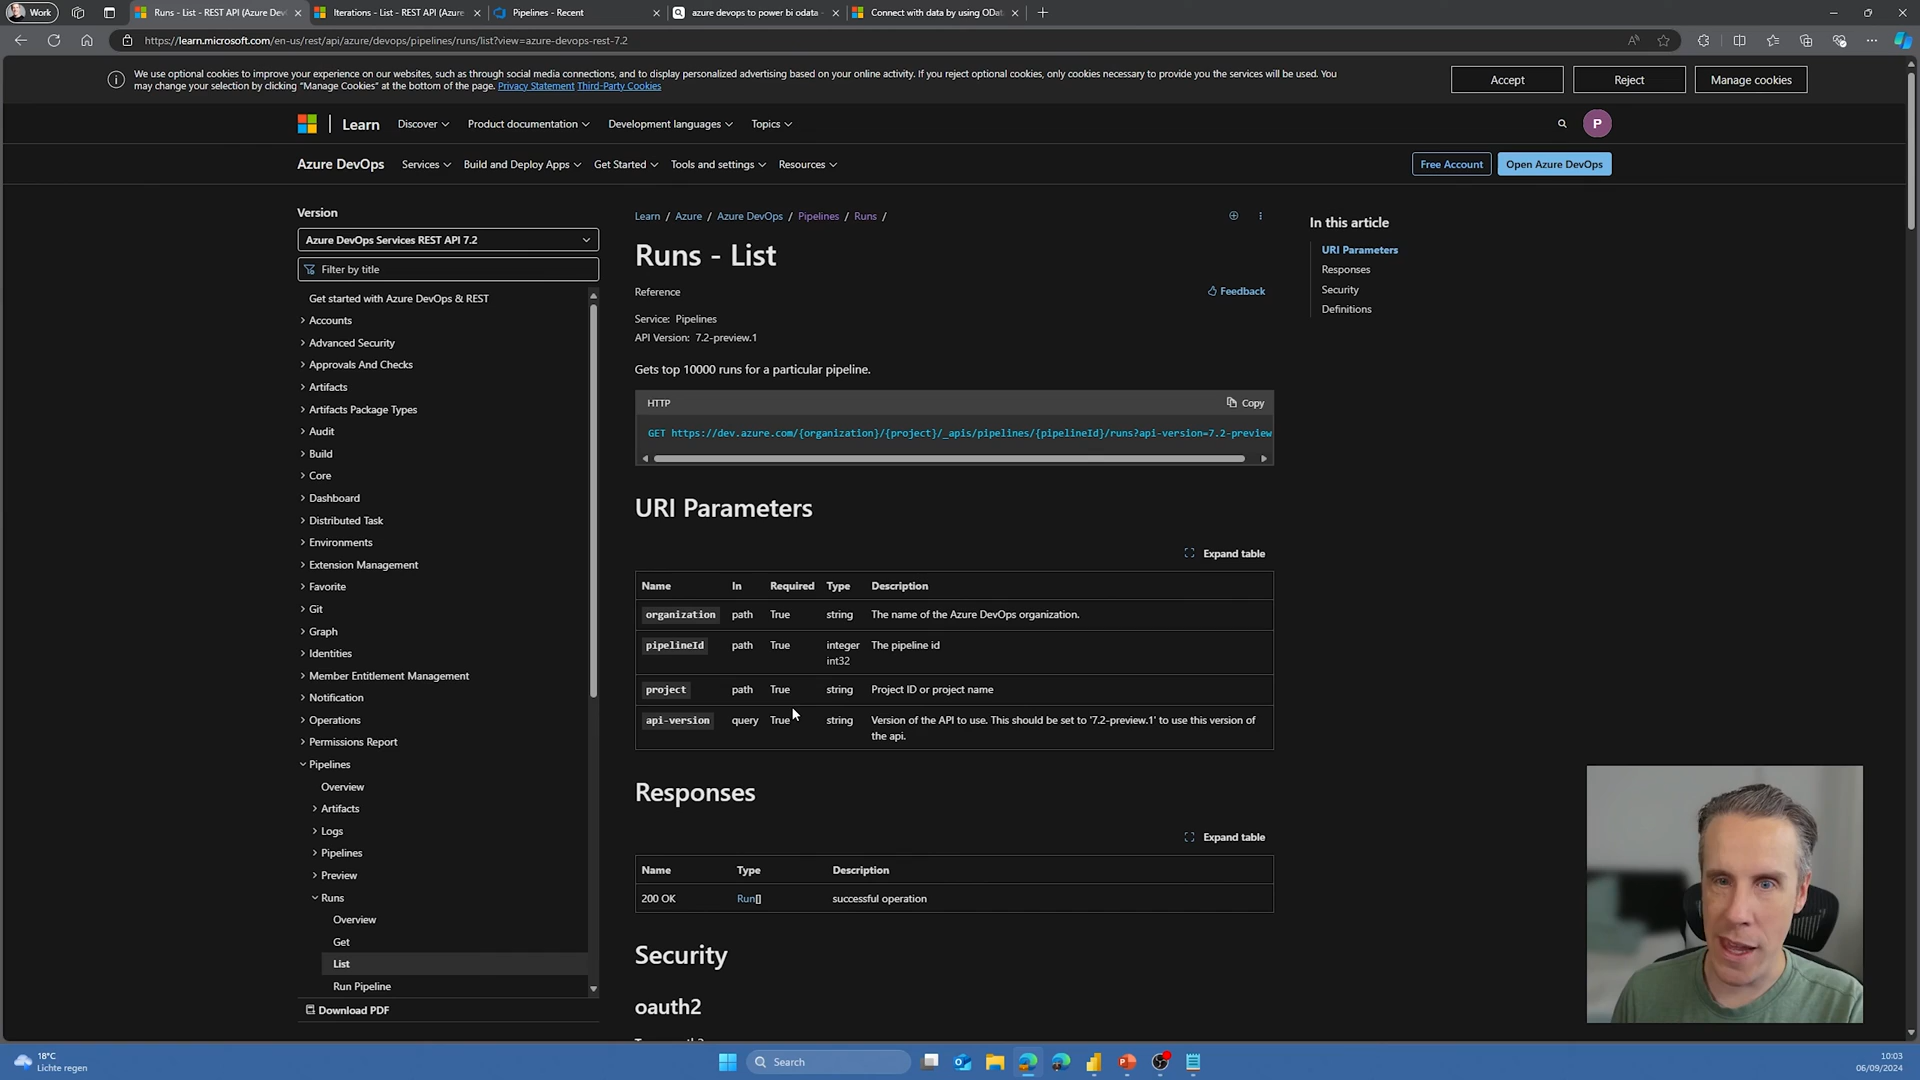 Work
Runs - List - REST API (Azure Dev
Iterations - List - REST API (Azure
Pipelines - Recent
azure devops to power bi odata -
Connect with data by using OData
https://learn.microsoft.com/en-us/rest/api/azure/devops/pipelines/runs/list?view=azure-devops-rest-7.2
We use optional cookies to improve your experience on our websites, such as through social media connections, and to display personalized advertising based on your online activity. If you reject optional cookies, only cookies necessary to provide you the services will be used. You
may change your selection by clicking "Manage Cookies" at the bottom of the page. Privacy Statement Third-Party Cookies
Accept
Reject
Manage cookies
Learn
Discover
Product documentation
Development languages
Topics
P
Azure DevOps
Services
Build and Deploy Apps
Get Started
Tools and settings
Resources
Free Account
Open Azure DevOps
Version
Azure DevOps Services REST API 7.2
Filter by title
Get started with Azure DevOps & REST
Accounts
Advanced Security
Approvals And Checks
Artifacts
Artifacts Package Types
Audit
Build
Core
Dashboard
Distributed Task
Environments
Extension Management
Favorite
Git
Graph
Identities
Member Entitlement Management
Notification
Operations
Permissions Report
Pipelines
Overview
Artifacts
Logs
Pipelines
Preview
Runs
Overview
Get
List
Run Pipeline
Download PDF
Learn / Azure / Azure DevOps / Pipelines / Runs /
Runs - List
Reference
Feedback
Service: Pipelines
API Version: 7.2-preview.1
Gets top 10000 runs for a particular pipeline.
HTTP
Copy
GET https://dev.azure.com/{organization}/{project}/_apis/pipelines/{pipelineId}/runs?api-version=7.2-preview
URI Parameters
Expand table
Name In Required Type Description
organization path True string The name of the Azure DevOps organization.
pipelineId path True integer The pipeline id
int32
project path True string Project ID or project name
api-version query True string Version of the API to use. This should be set to '7.2-preview.1' to use this version of
the api.
Responses
Expand table
Name Type Description
200 OK Run[] successful operation
Security
oauth2
In this article
URI Parameters
Responses
Security
Definitions
18°C
Lichte regen
Search
10:03
06/09/2024